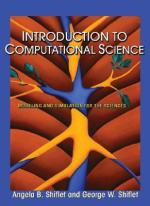 INTRODUCTION TO
COMPUTATIONAL SCIENCE
MODELING AND SIMULATION FOR THE SCIENCES
Angela B. Shiflet and George W. Shiflet